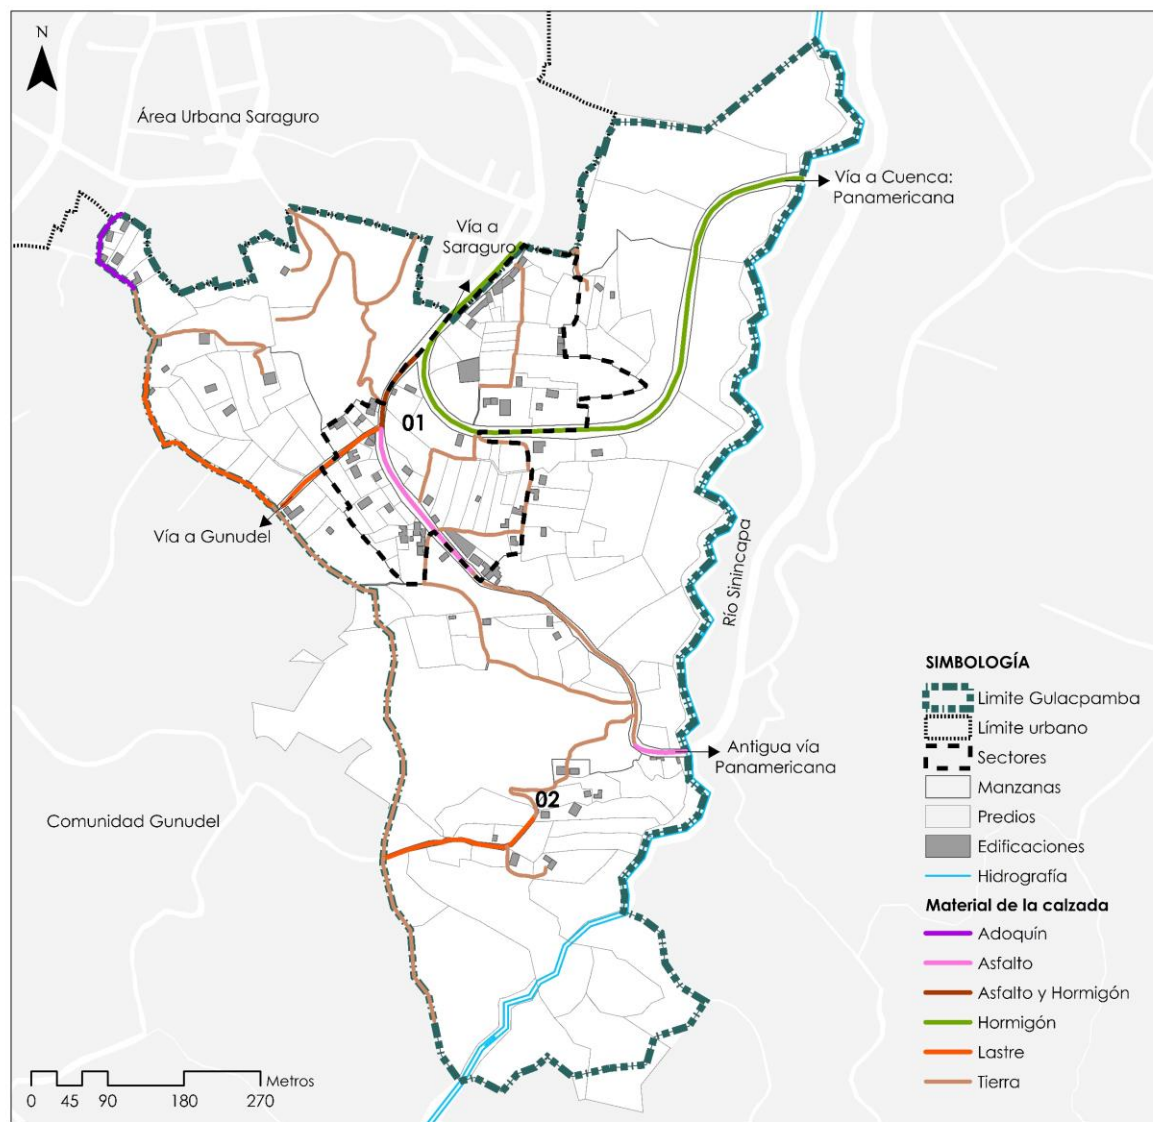 N
Área Urbana Saraguro
Vía a Cuenca:
Panamericana
Vía a
Saraguro
01
Vía a Gunudel
Río Sinincapa
Antigua vía
Panamericana
02
Comunidad Gunudel
SIMBOLOGÍA
Limite Gulacpamba
Límite urbano
Sectores
Manzanas
Predios
Edificaciones
Hidrografía
Material de la calzada
Adoquín
Asfalto
Asfalto y Hormigón
Hormigón
Lastre
Tierra
Metros
0 45 90 180 270